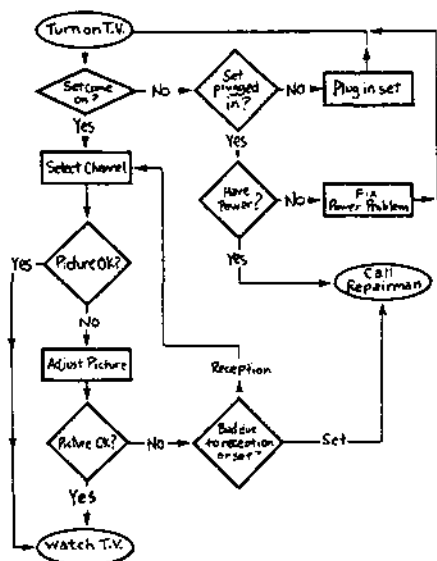 Turn on T.V.
Set come
on?
No
Set
plugged
in?
No
Plug in set
Yes
Yes
Select Channel
Have
Power?
No
Fix
Power Problem
Yes
Picture OK?
Yes
Call
Repairman
No
Adjust Picture
Reception
Picture OK?
No
Bad due
to reception
or set?
Set
Yes
Watch T.V.